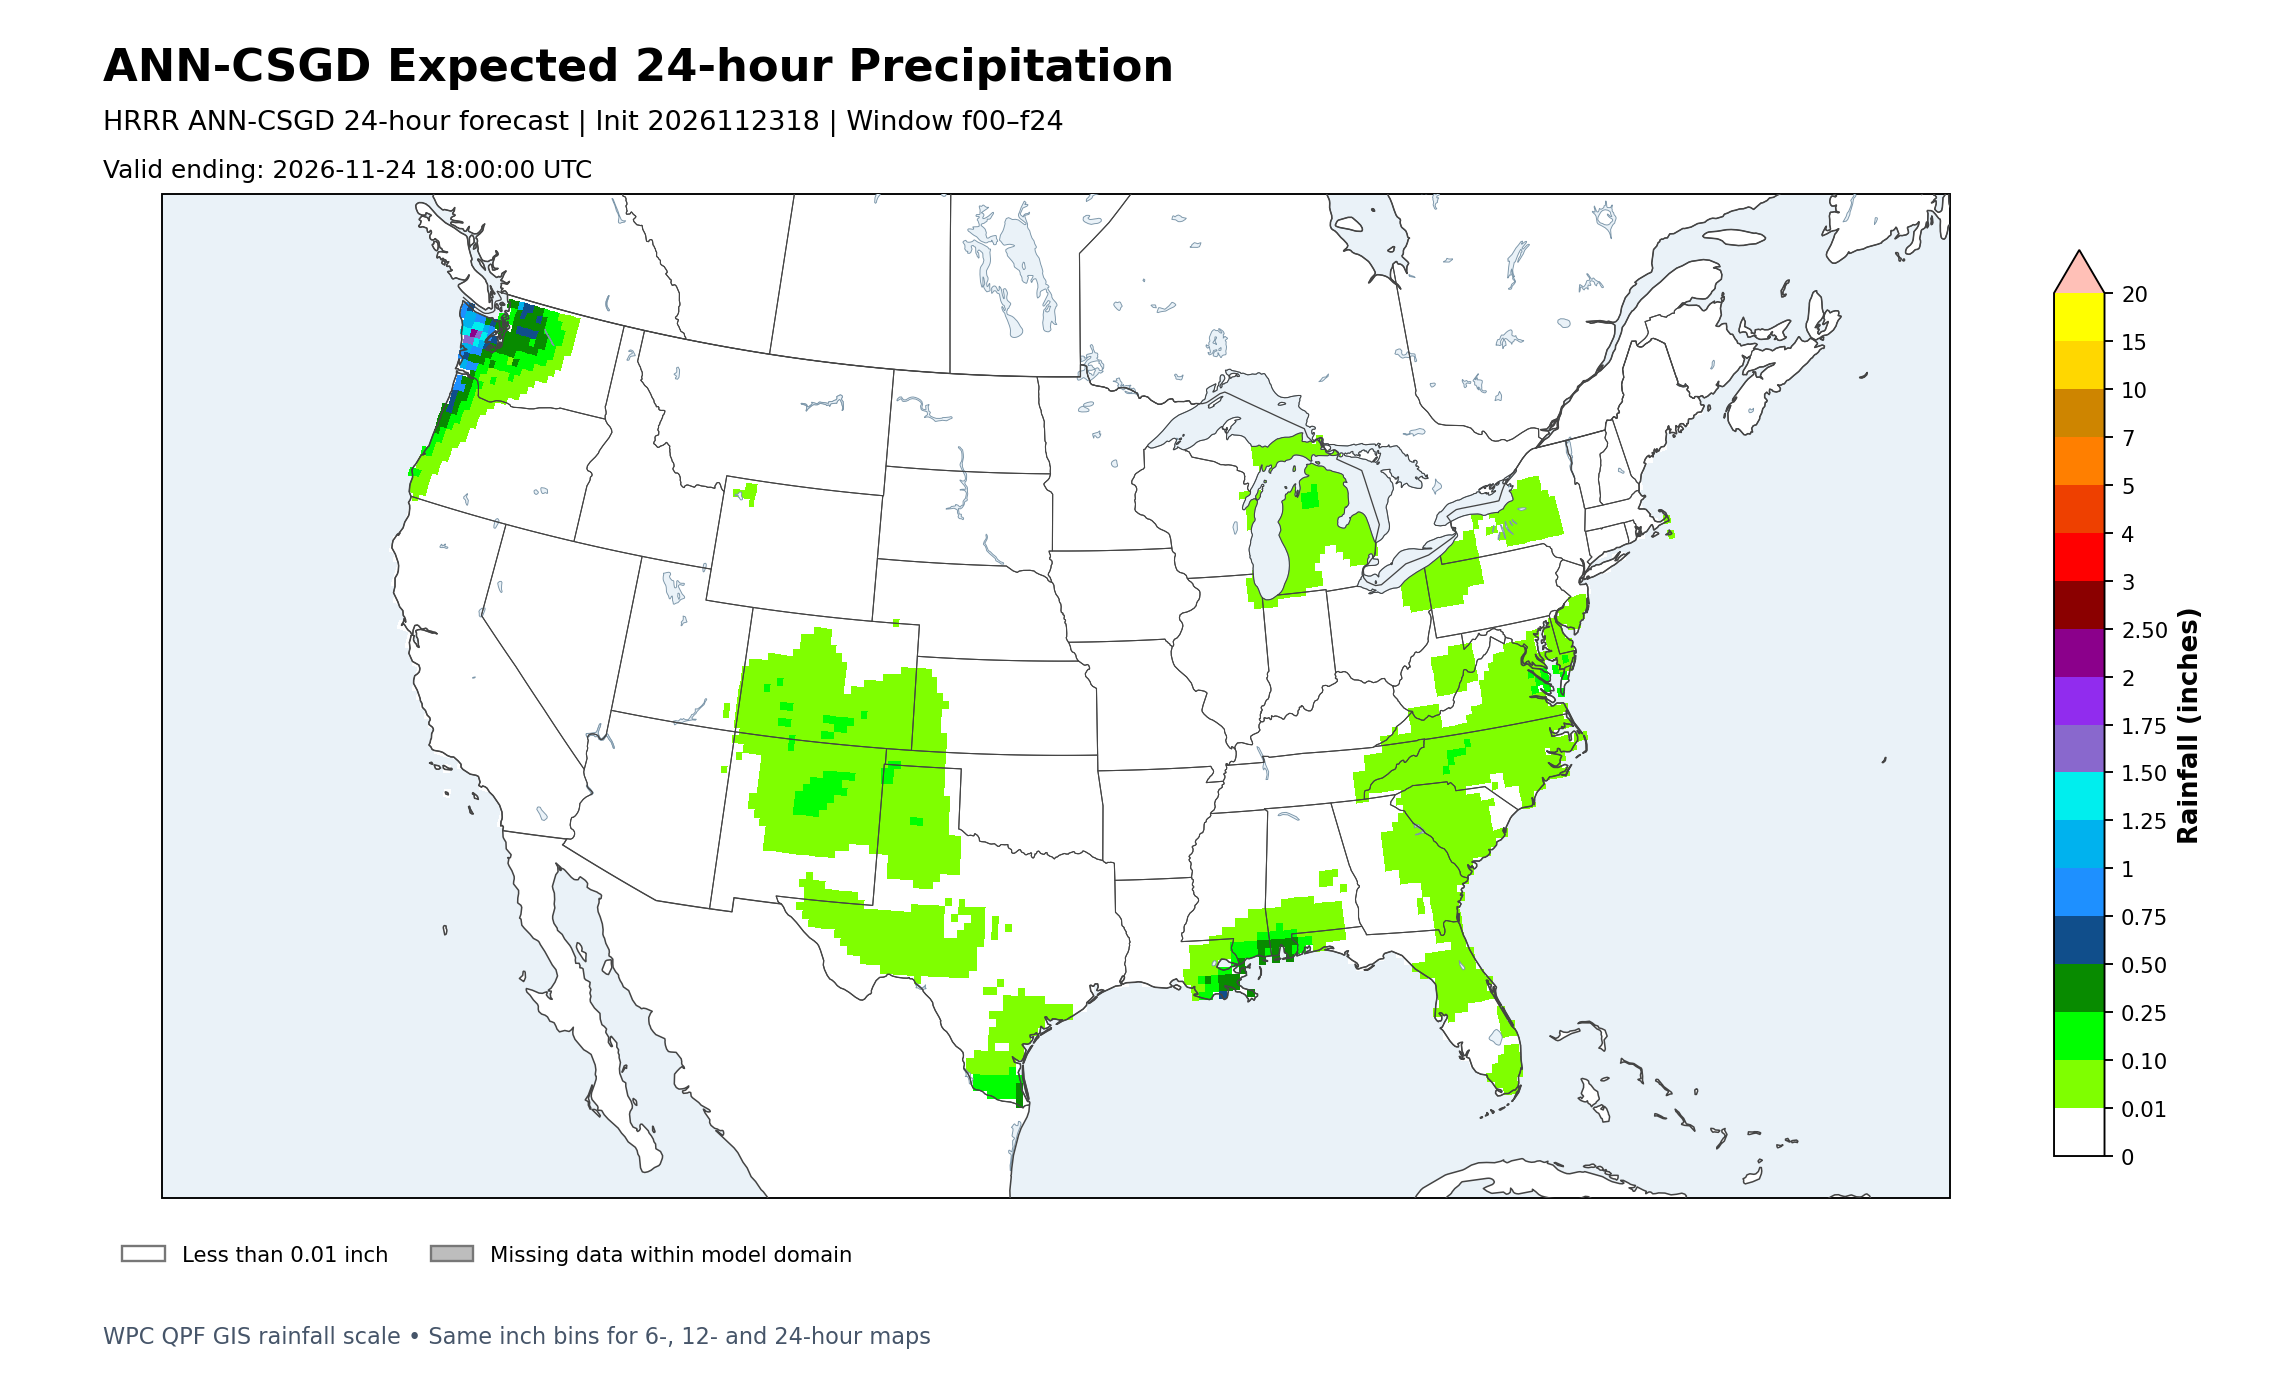 ANN-CSGD Expected 24-hour Precipitation
HRRR ANN-CSGD 24-hour forecast | Init 2026112318 | Window f00–f24
Valid ending: 2026-11-24 18:00:00 UTC
20
15
10
7
5
4
3
2.50
2
1.75
1.50
1.25
1
0.75
0.50
0.25
0.10
0.01
0
Rainfall (inches)
Less than 0.01 inch
Missing data within model domain
WPC QPF GIS rainfall scale • Same inch bins for 6-, 12- and 24-hour maps